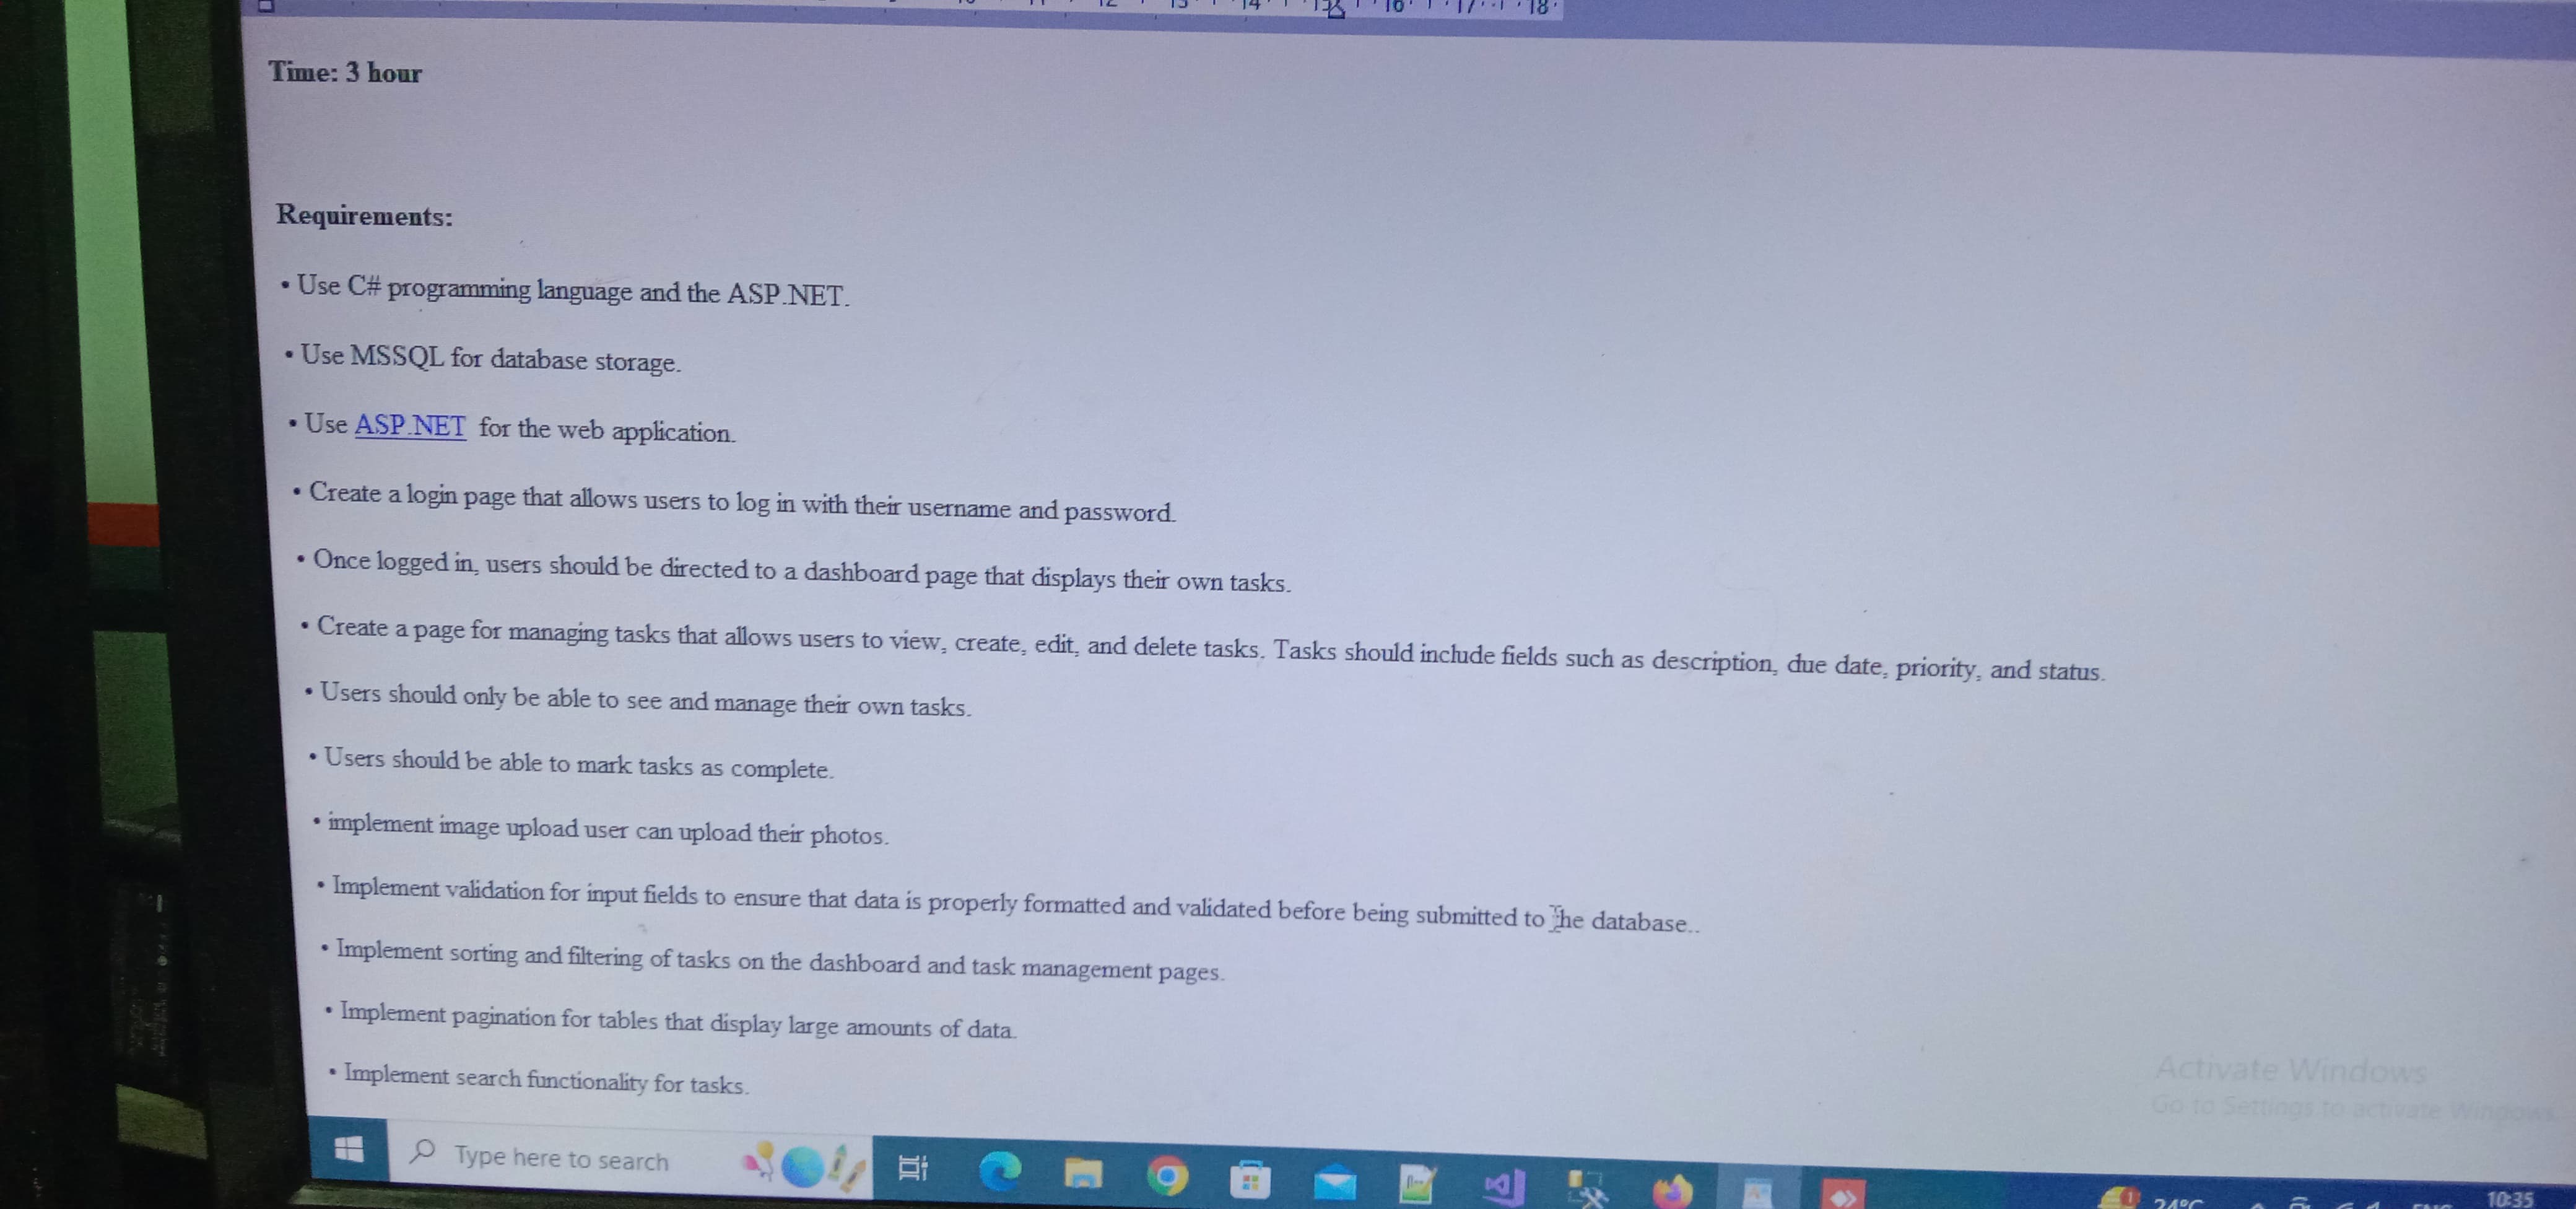 12 13 14 15 16 17 18
Time: 3 hour
Requirements:
• Use C# programming language and the ASP.NET.
• Use MSSQL for database storage.
• Use ASP.NET for the web application.
• Create a login page that allows users to log in with their username and password.
• Once logged in, users should be directed to a dashboard page that displays their own tasks.
• Create a page for managing tasks that allows users to view, create, edit, and delete tasks. Tasks should include fields such as description, due date, priority, and status.
• Users should only be able to see and manage their own tasks.
• Users should be able to mark tasks as complete.
• implement image upload user can upload their photos.
• Implement validation for input fields to ensure that data is properly formatted and validated before being submitted to the database..
• Implement sorting and filtering of tasks on the dashboard and task management pages.
• Implement pagination for tables that display large amounts of data.
• Implement search functionality for tasks.
Activate Windows
Go to Settings to activate Windows.
Type here to search
1 24°C ENG 10:35